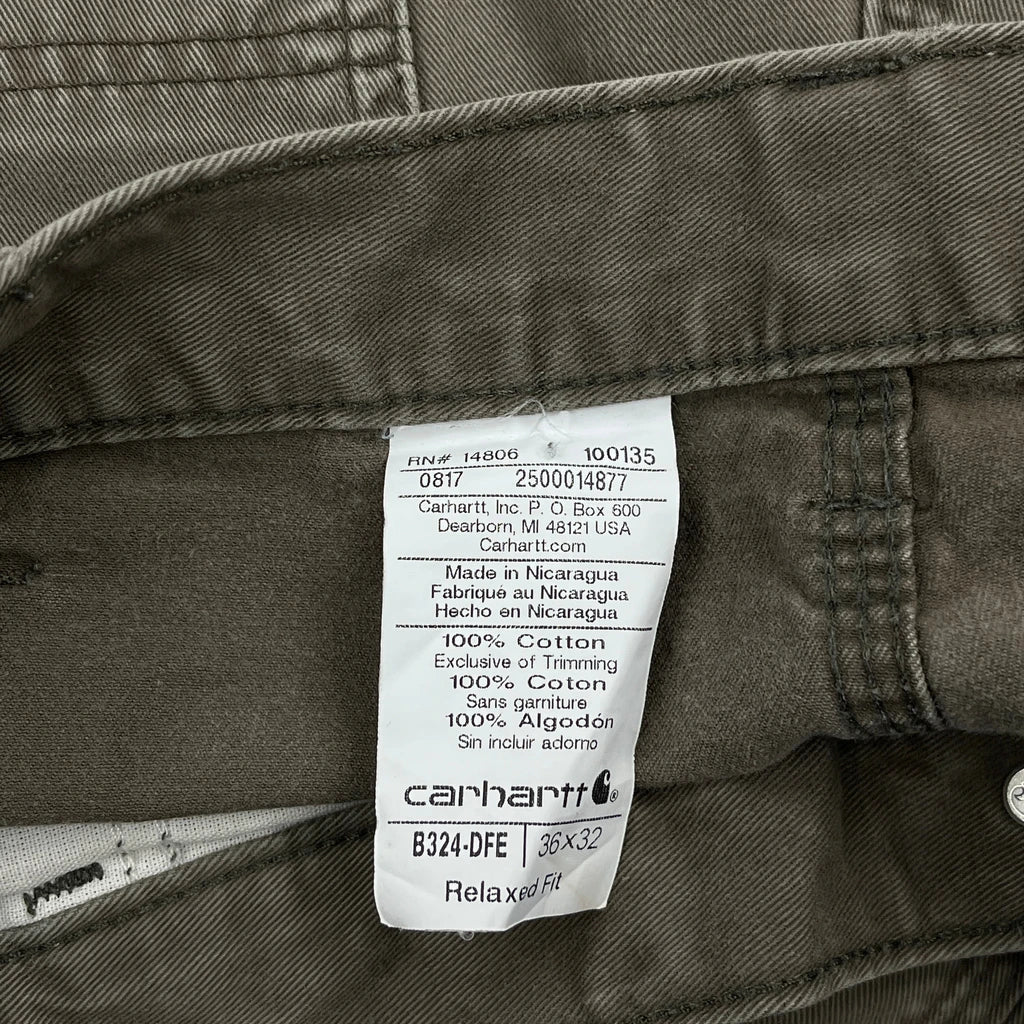 RN# 14806 100135
0817 2500014877
Carhartt, Inc. P. O. Box 600
Dearborn, MI 48121 USA
Carhartt.com
Made in Nicaragua
Fabriqué au Nicaragua
Hecho en Nicaragua
100% Cotton
Exclusive of Trimming
100% Coton
Sans garniture
100% Algodón
Sin incluir adorno
carhartt®
B324-DFE | 36x32
Relaxed Fit